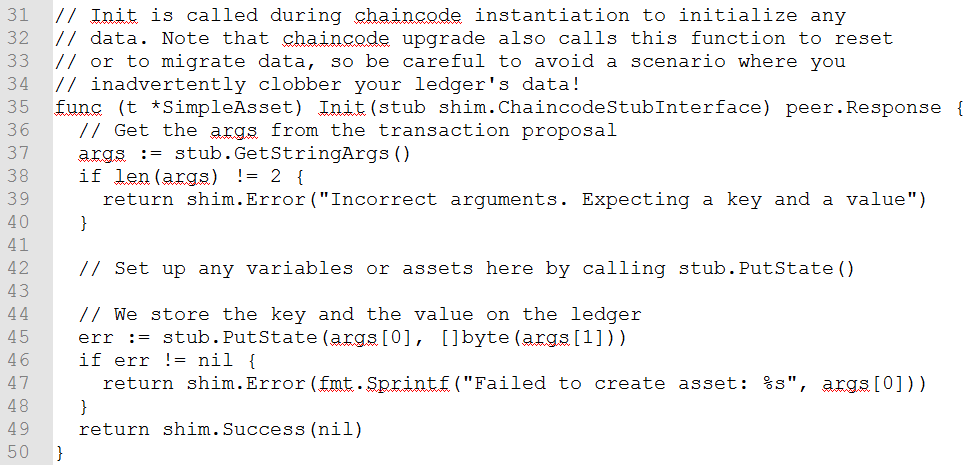 31 // Init is called during chaincode instantiation to initialize any
32 // data. Note that chaincode upgrade also calls this function to reset
33 // or to migrate data, so be careful to avoid a scenario where you
34 // inadvertently clobber your ledger's data!
35 func (t *SimpleAsset) Init(stub shim.ChaincodeStubInterface) peer.Response {
36   // Get the args from the transaction proposal
37   args := stub.GetStringArgs()
38   if len(args) != 2 {
39     return shim.Error("Incorrect arguments. Expecting a key and a value")
40   }
41
42   // Set up any variables or assets here by calling stub.PutState()
43
44   // We store the key and the value on the ledger
45   err := stub.PutState(args[0], []byte(args[1]))
46   if err != nil {
47     return shim.Error(fmt.Sprintf("Failed to create asset: %s", args[0]))
48   }
49   return shim.Success(nil)
50 }